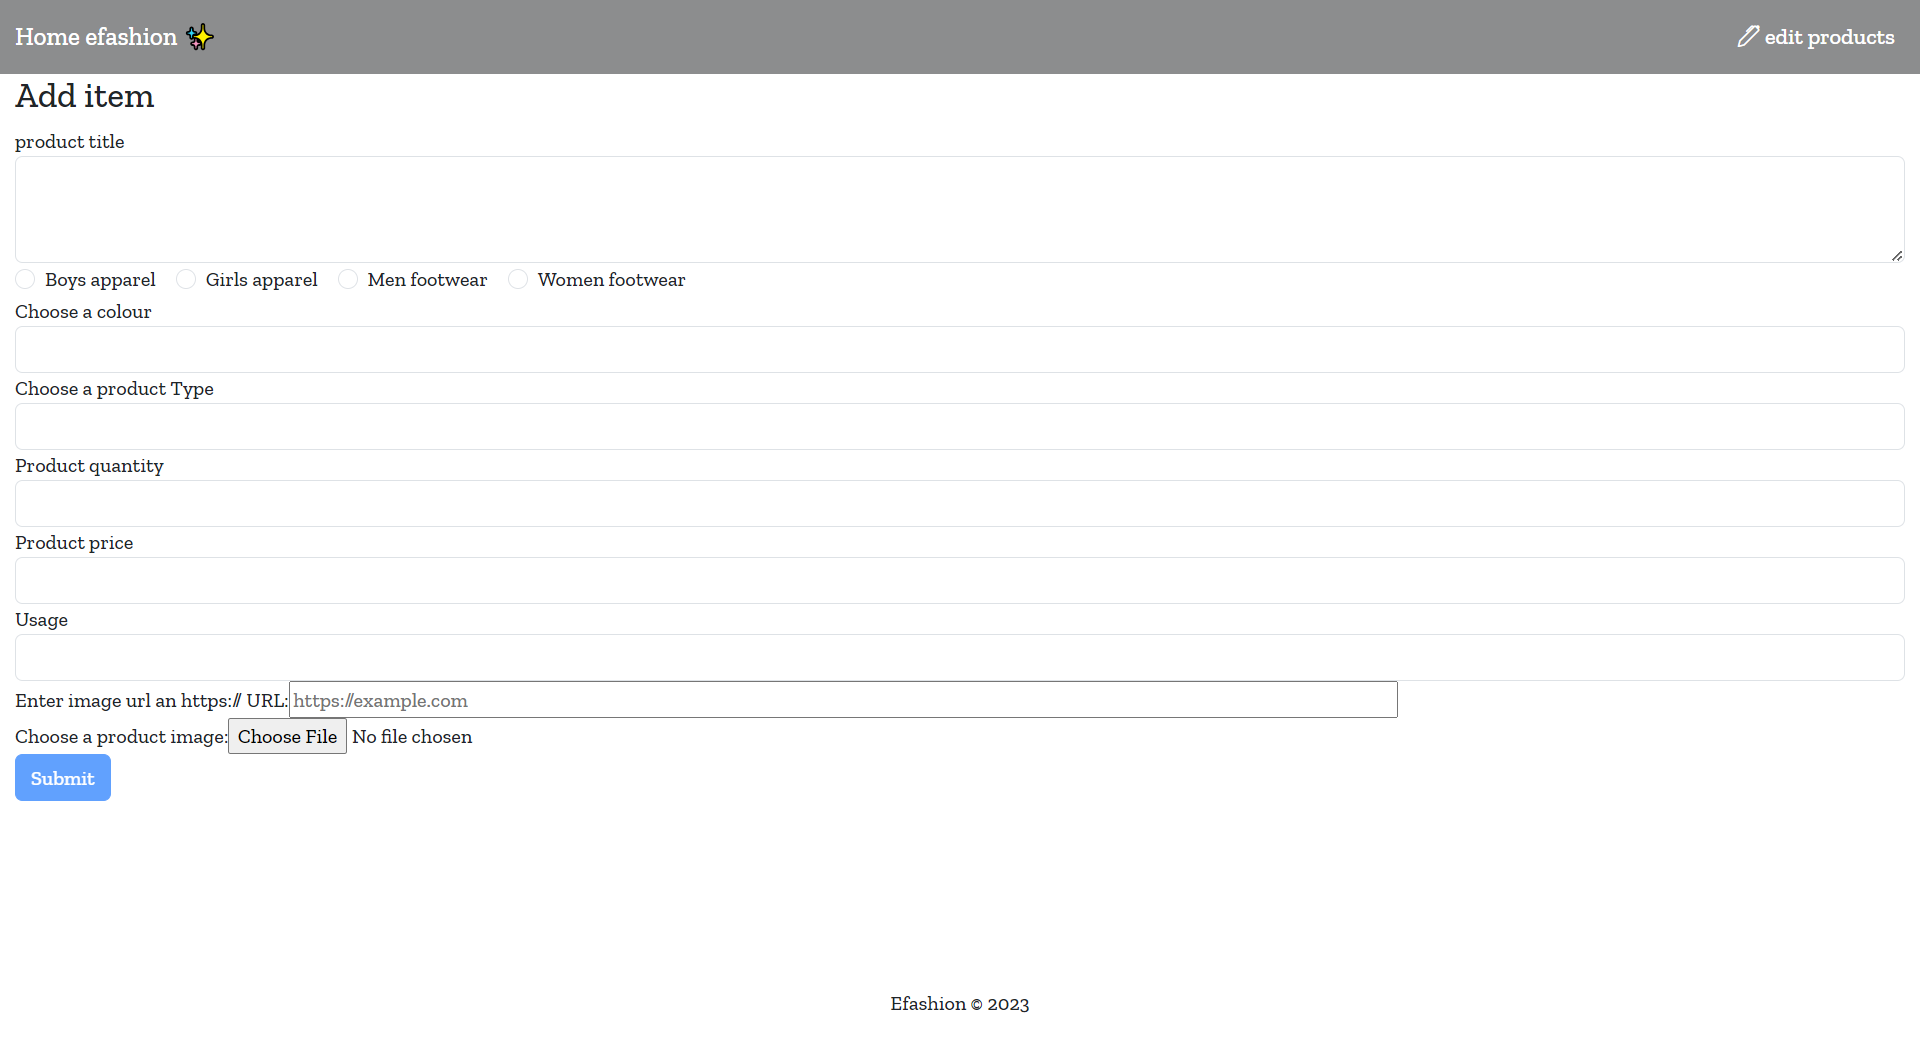 Home efashion ✨ edit products
Add item
product title
Boys apparel Girls apparel Men footwear Women footwear
Choose a colour
Choose a product Type
Product quantity
Product price
Usage
Enter image url an https:// URL: https://example.com
Choose a product image: Choose File No file chosen
Submit
Efashion © 2023